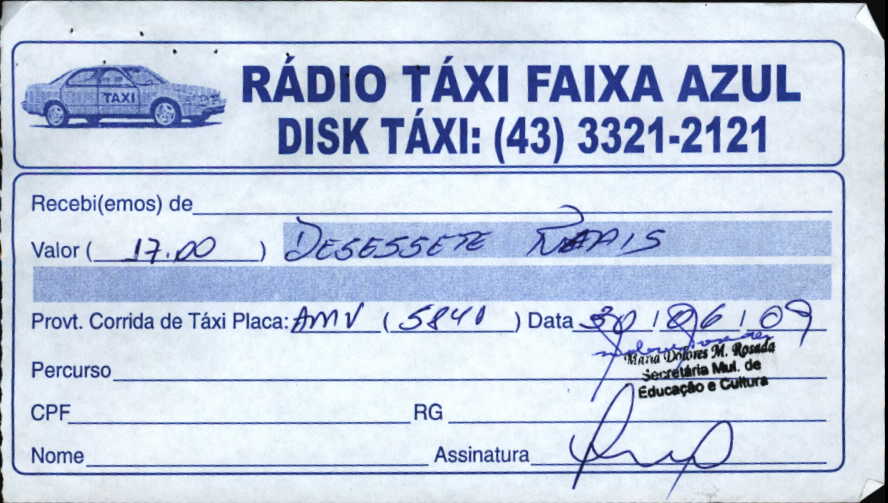 TAXI
RÁDIO TÁXI FAIXA AZUL
DISK TÁXI: (43) 3321-2121
Recebi(emos) de
Valor ( 17.00 ) DESESSETE REAIS
Provt. Corrida de Táxi Placa: AMV ( 5841 ) Data 30 / 06 / 09
Maria Dolores M. Rosada
Secretária Mul. de
Percurso
Educação e Cultura
CPF RG
Nome Assinatura